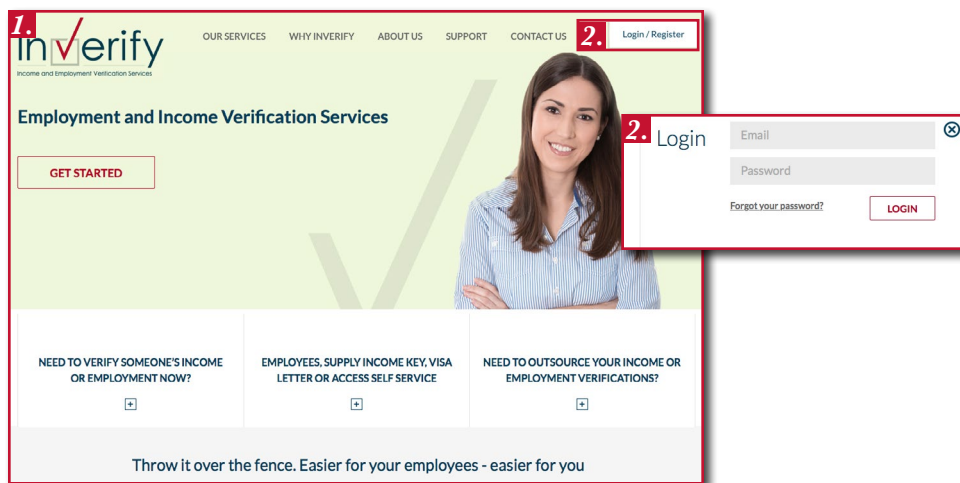 1.
InVerify
Income and Employment Verification Services
OUR SERVICES WHY INVERIFY ABOUT US SUPPORT CONTACT US
2.
Login / Register
Employment and Income Verification Services
GET STARTED
2.
Login
Email
Password
Forgot your password?
LOGIN
NEED TO VERIFY SOMEONE'S INCOME
OR EMPLOYMENT NOW?
EMPLOYEES, SUPPLY INCOME KEY, VISA
LETTER OR ACCESS SELF SERVICE
NEED TO OUTSOURCE YOUR INCOME OR
EMPLOYMENT VERIFICATIONS?
Throw it over the fence. Easier for your employees - easier for you